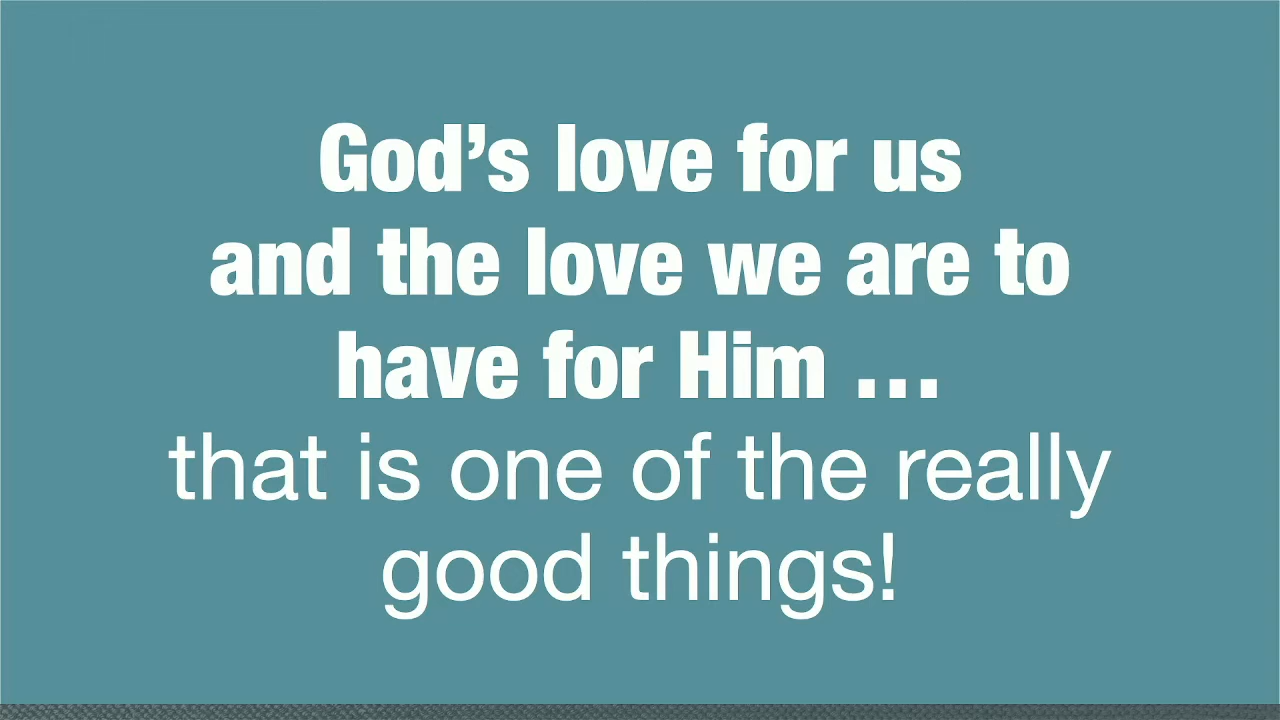 God’s love for us
and the love we are to
have for Him …
that is one of the really
good things!